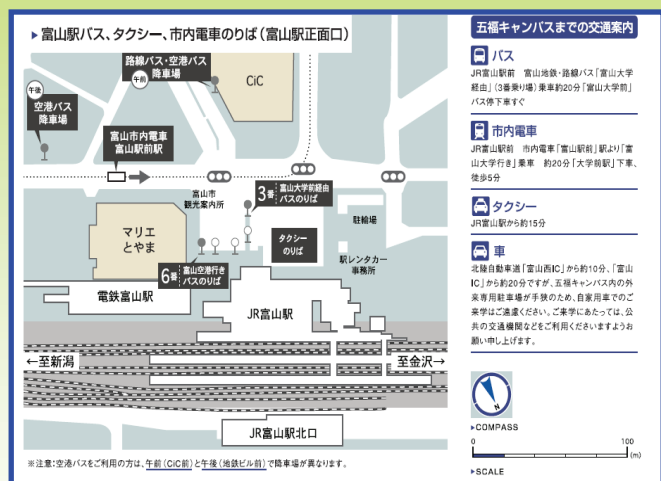 ▶富山駅バス、タクシー、市内電車のりば(富山駅正面口)
路線バス・空港バス
降車場
午前
CiC
午後
空港バス
降車場
富山市内電車
富山駅前駅
富山市
観光案内所
3番
富山大学前経由
バスのりば
駐輪場
マリエ
とやま
タクシー
のりば
6番
富山空港行き
バスのりば
駅レンタカー
事務所
電鉄富山駅
JR富山駅
←至新潟
至金沢→
JR富山駅北口
※注意:空港バスをご利用の方は、午前(CiC前)と午後(地鉄ビル前)で降車場が異なります。
五福キャンパスまでの交通案内
バス
JR富山駅前 富山地鉄・路線バス「富山大学
経由」(3番乗り場)乗車約20分「富山大学前」
バス停下車すぐ
市内電車
JR富山駅前 市内電車「富山駅前」駅より「富
山大学行き」乗車 約20分「大学前駅」下車、
徒歩5分
タクシー
JR富山駅から約15分
車
北陸自動車道「富山西IC」から約10分、「富山
IC」から約20分ですが、五福キャンパス内の外
来専用駐車場が手狭のため、自家用車でのご
来学はご遠慮ください。ご来学にあたっては、公
共の交通機関などをご利用くださいますようお
願い申し上げます。
N
▶COMPASS
0 100
(m)
▶SCALE